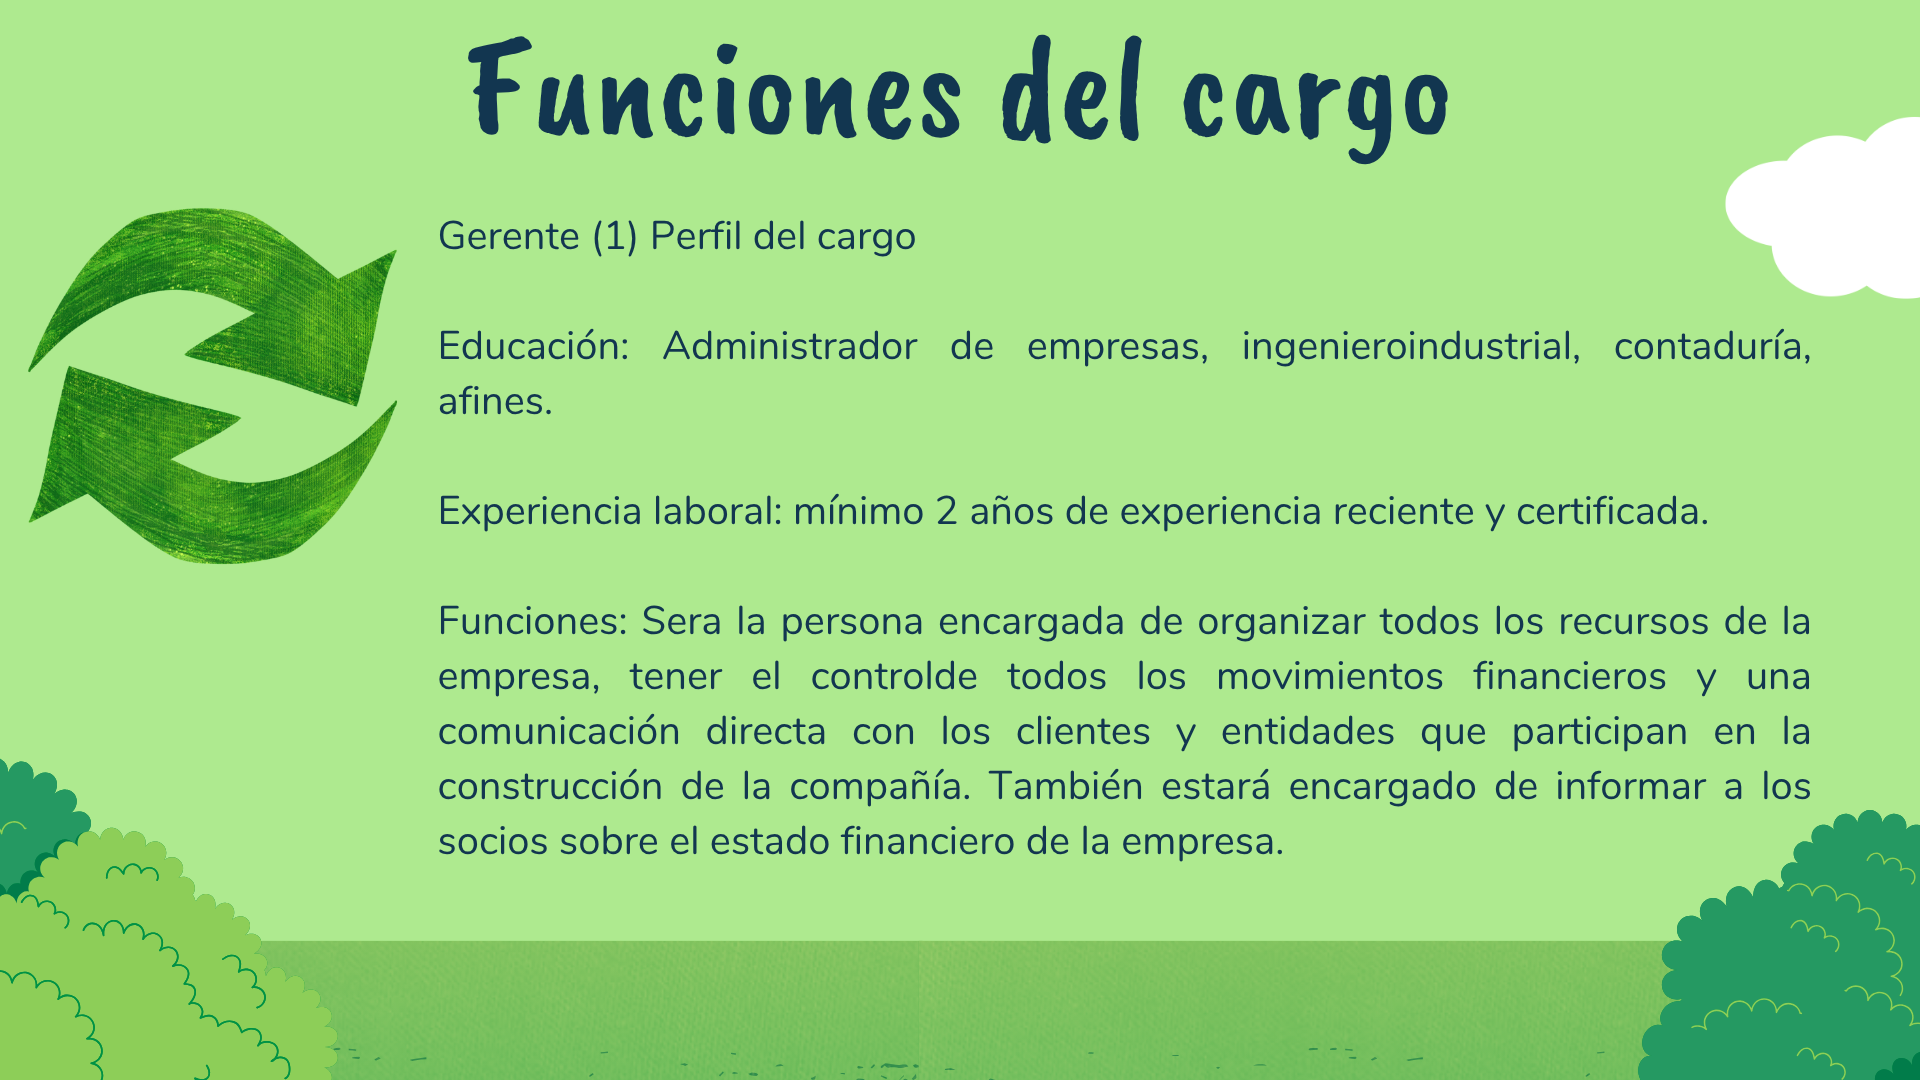 Funciones del cargo
Gerente (1) Perfil del cargo
Educación: Administrador de empresas, ingenieroindustrial, contaduría,
afines.
Experiencia laboral: mínimo 2 años de experiencia reciente y certificada.
Funciones: Sera la persona encargada de organizar todos los recursos de la
empresa, tener el controlde todos los movimientos financieros y una
comunicación directa con los clientes y entidades que participan en la
construcción de la compañía. También estará encargado de informar a los
socios sobre el estado financiero de la empresa.